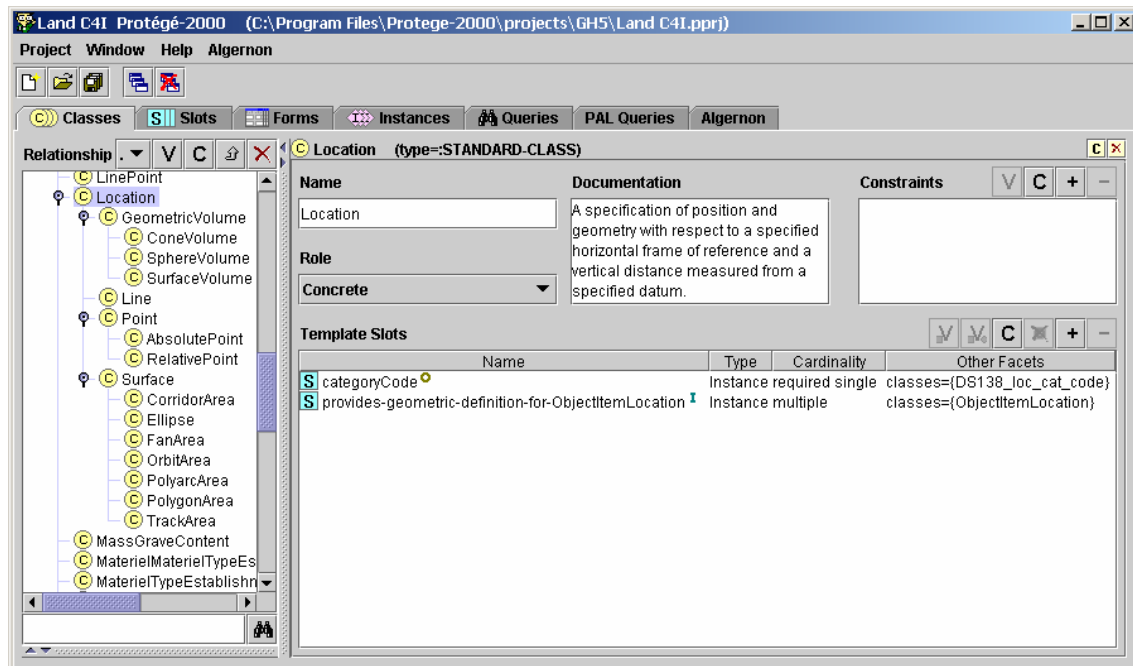 Land C4I Protégé-2000 (C:\Program Files\Protege-2000\projects\GH5\Land C4I.pprj)
Project Window Help Algernon
C Classes S Slots Forms I Instances Queries PAL Queries Algernon
Relationship . V C
C LinePoint
C Location
C GeometricVolume
C ConeVolume
C SphereVolume
C SurfaceVolume
C Line
C Point
C AbsolutePoint
C RelativePoint
C Surface
C CorridorArea
C Ellipse
C FanArea
C OrbitArea
C PolyarcArea
C PolygonArea
C TrackArea
C MassGraveContent
C MaterielMaterielTypeEs
C MaterielTypeEstablishn
C Location (type=:STANDARD-CLASS) C x
Name
Location
Role
Concrete
Documentation
A specification of position and
geometry with respect to a specified
horizontal frame of reference and a
vertical distance measured from a
specified datum.
Constraints V C + −
Template Slots V V C + −
Name Type Cardinality Other Facets
S categoryCode Instance required single classes={DS138_loc_cat_code}
S provides-geometric-definition-for-ObjectItemLocation I Instance multiple classes={ObjectItemLocation}